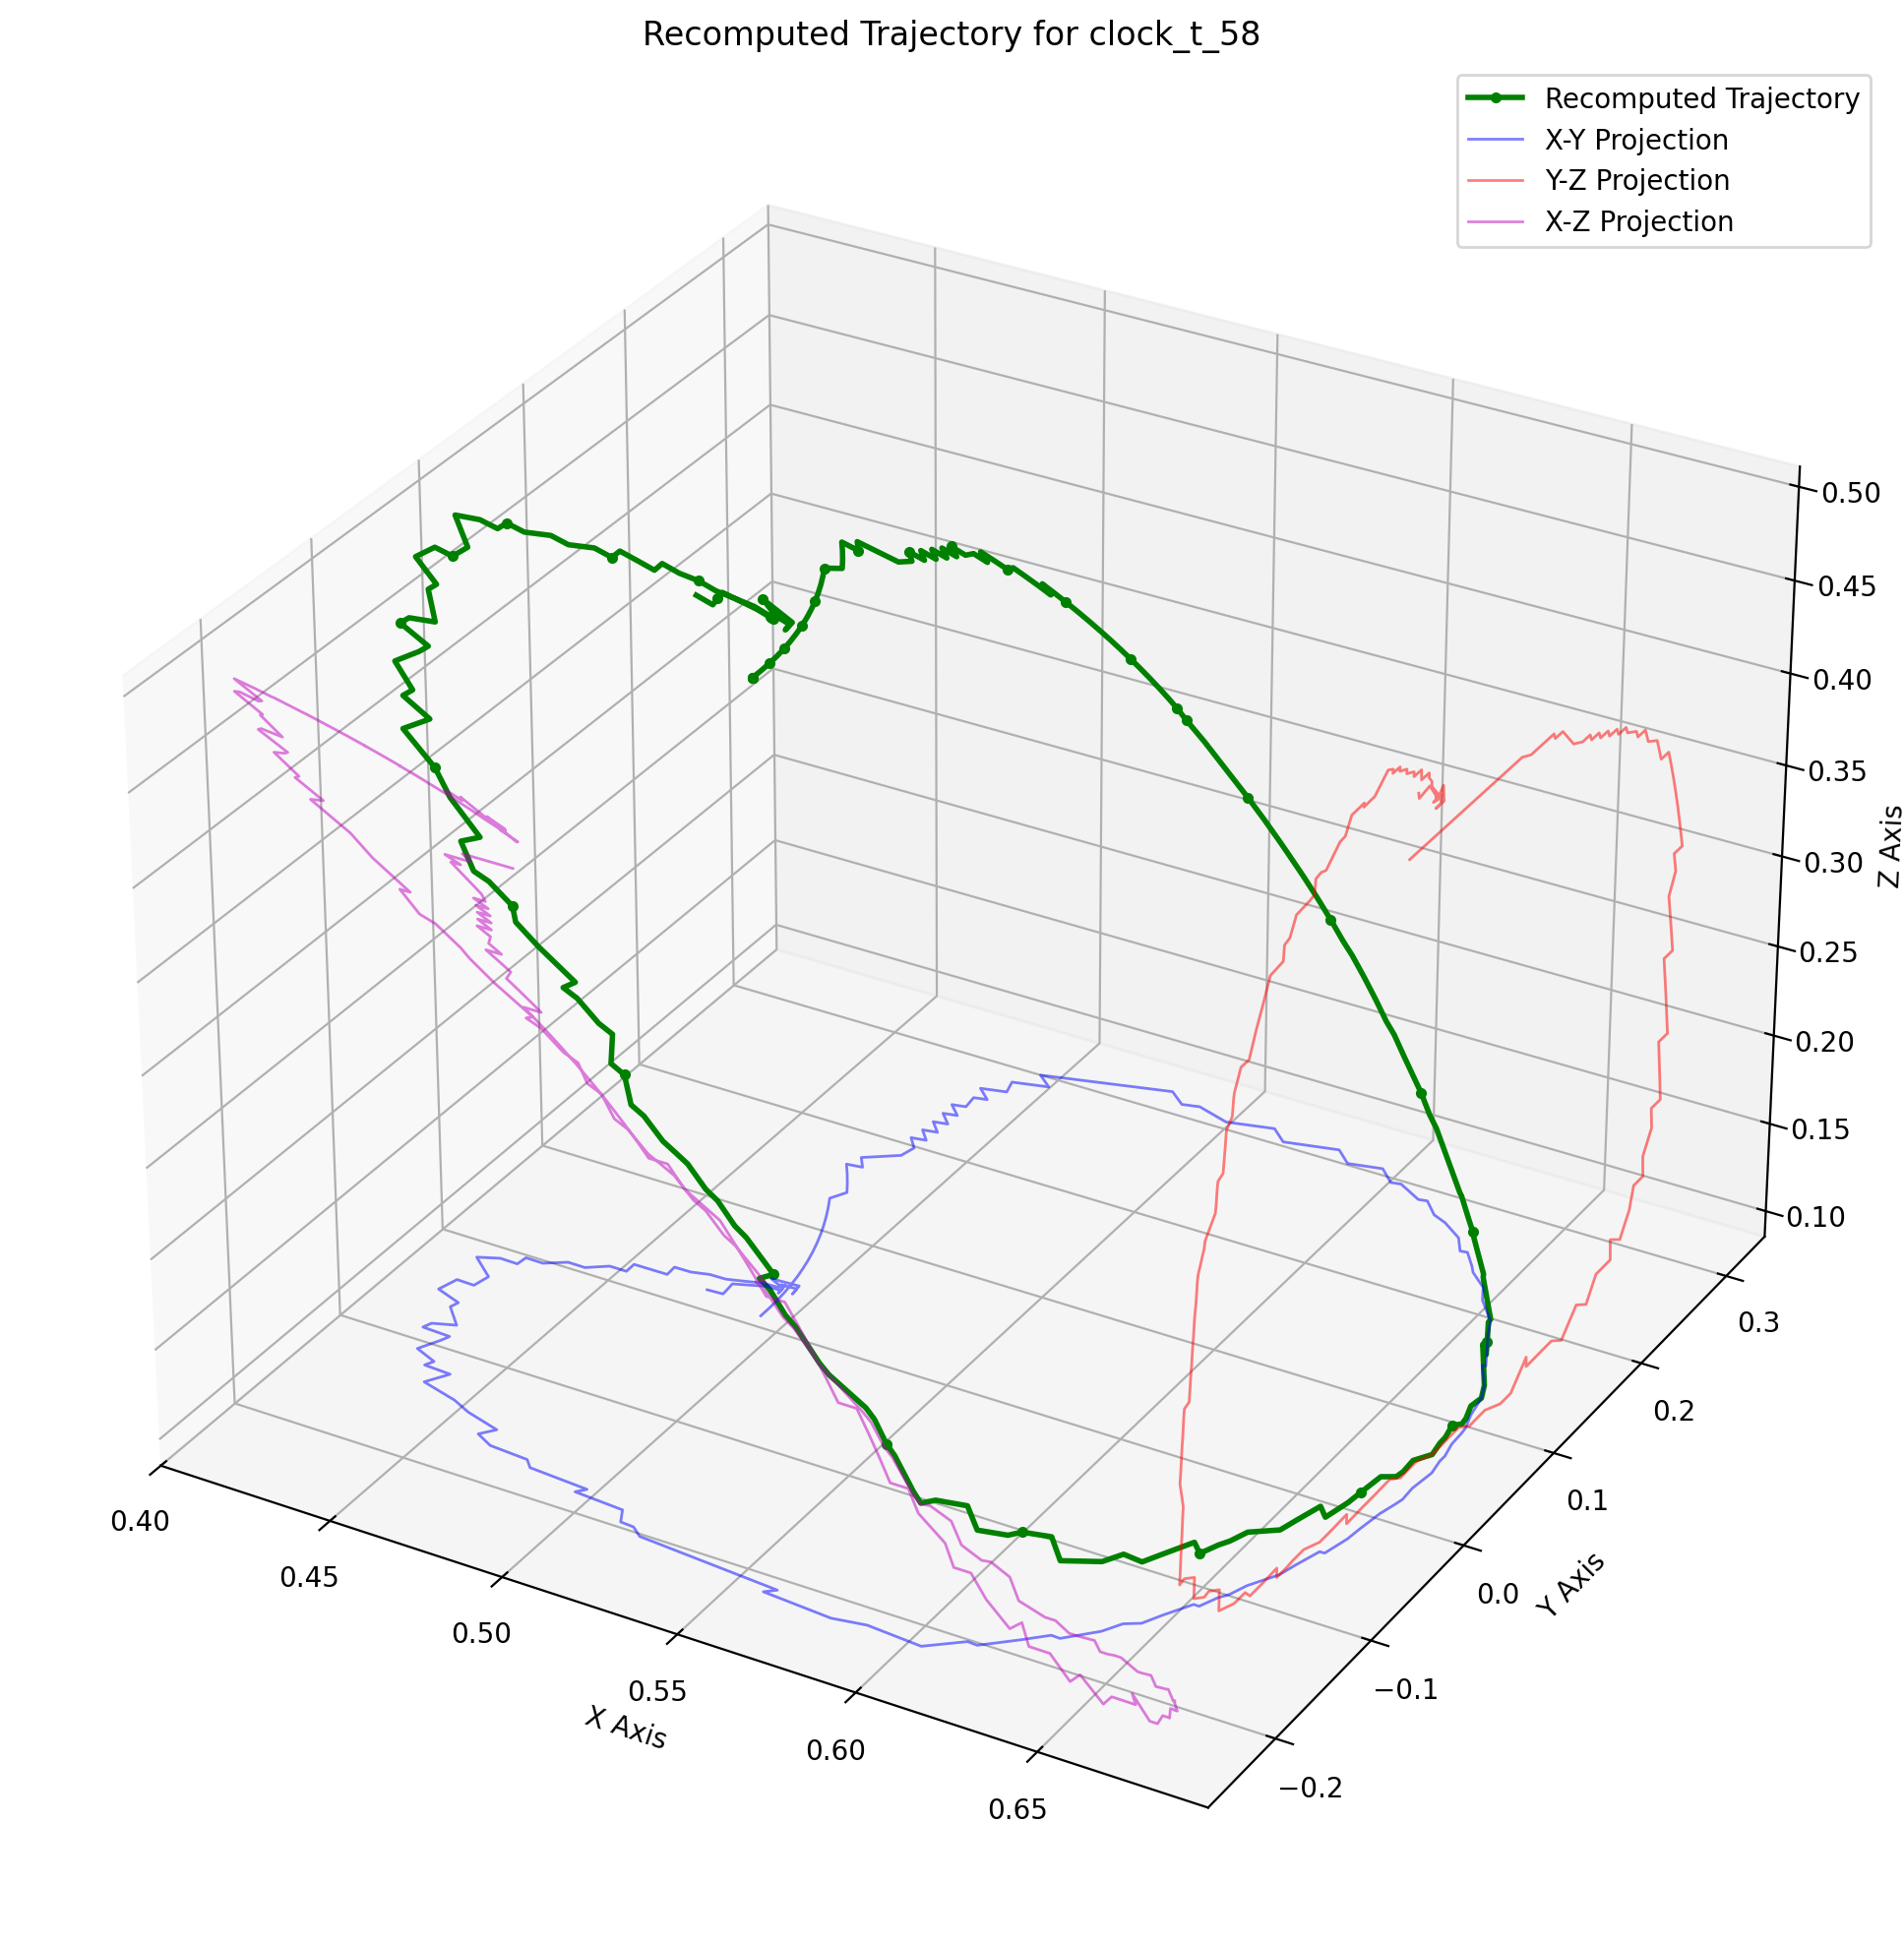 Recomputed Trajectory for clock_t_58
Recomputed Trajectory
X-Y Projection
Y-Z Projection
X-Z Projection
0.50
0.45
0.40
0.35
0.30
0.25
0.20
0.15
0.10
Z Axis
0.3
0.2
0.1
0.0
−0.1
−0.2
Y Axis
0.40
0.45
0.50
0.55
0.60
0.65
X Axis